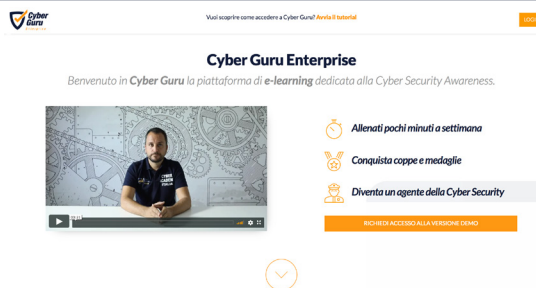 Cyber Guru
Enterprise
Vuoi scoprire come accedere a Cyber Guru? Avvia il tutorial
Cyber Guru Enterprise
Benvenuto in Cyber Guru la piattaforma di e-learning dedicata alla Cyber Security Awareness.
Allenati pochi minuti a settimana
Conquista coppe e medaglie
Diventa un agente della Cyber Security
RICHIEDI ACCESSO ALLA VERSIONE DEMO